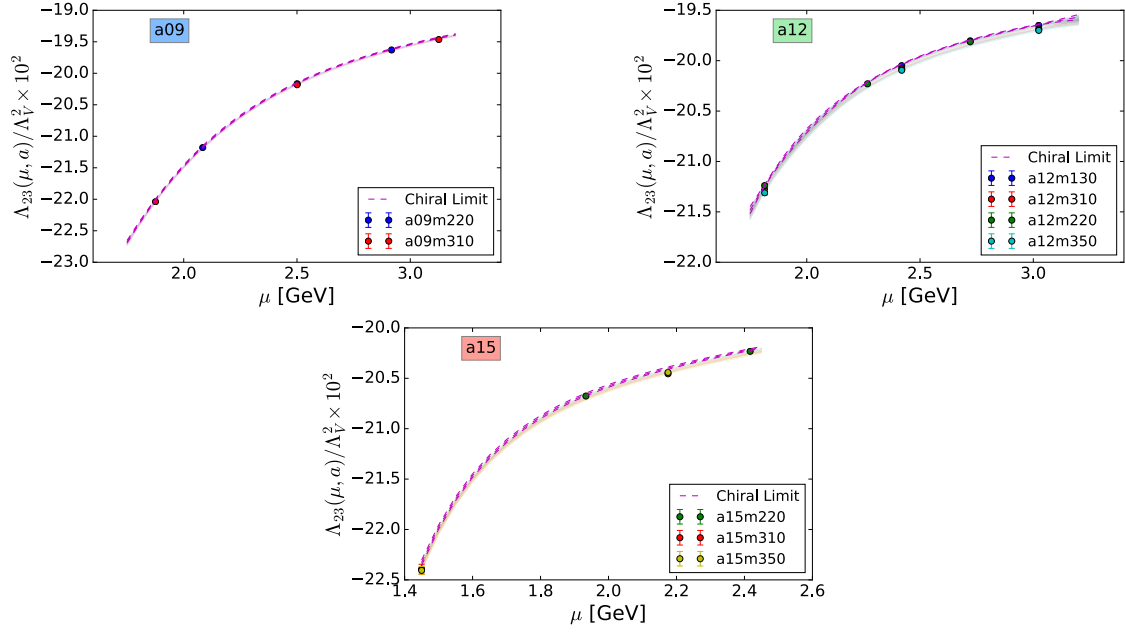 a09
−19.0
−19.5
−20.0
−20.5
−21.0
−21.5
−22.0
−22.5
−23.0
Λ₂₃(μ, a)/Λ²_V × 10²
2.0 2.5 3.0
μ [GeV]
Chiral Limit
a09m220
a09m310
a12
−19.5
−20.0
−20.5
−21.0
−21.5
−22.0
Λ₂₃(μ, a)/Λ²_V × 10²
2.0 2.5 3.0
μ [GeV]
Chiral Limit
a12m130
a12m310
a12m220
a12m350
a15
−20.0
−20.5
−21.0
−21.5
−22.0
−22.5
Λ₂₃(μ, a)/Λ²_V × 10²
1.4 1.6 1.8 2.0 2.2 2.4 2.6
μ [GeV]
Chiral Limit
a15m220
a15m310
a15m350